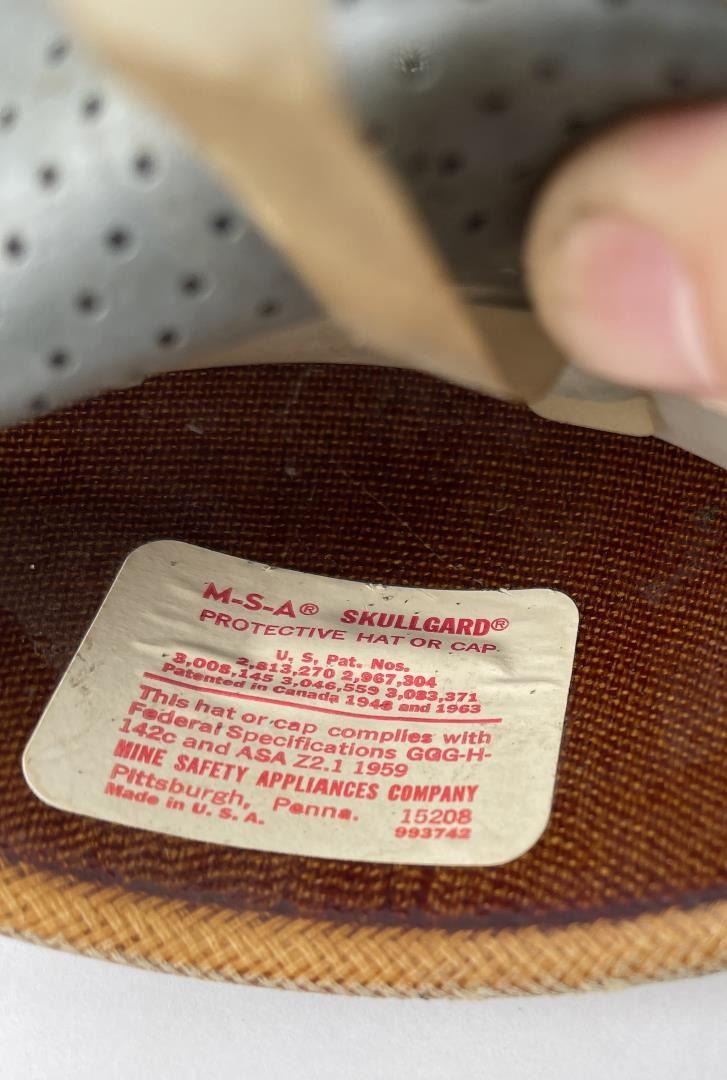 M-S-A® SKULLGARD®
PROTECTIVE HAT OR CAP
U. S. Pat. Nos.
2,813,270 2,967,304
3,008,145 3,046,559 3,083,371
Patented in Canada 1948 and 1963
This hat or cap complies with
Federal Specifications GGG-H-
142c and ASA Z2.1 1959
MINE SAFETY APPLIANCES COMPANY
Pittsburgh, Penna. 15208
Made in U. S. A. 993742